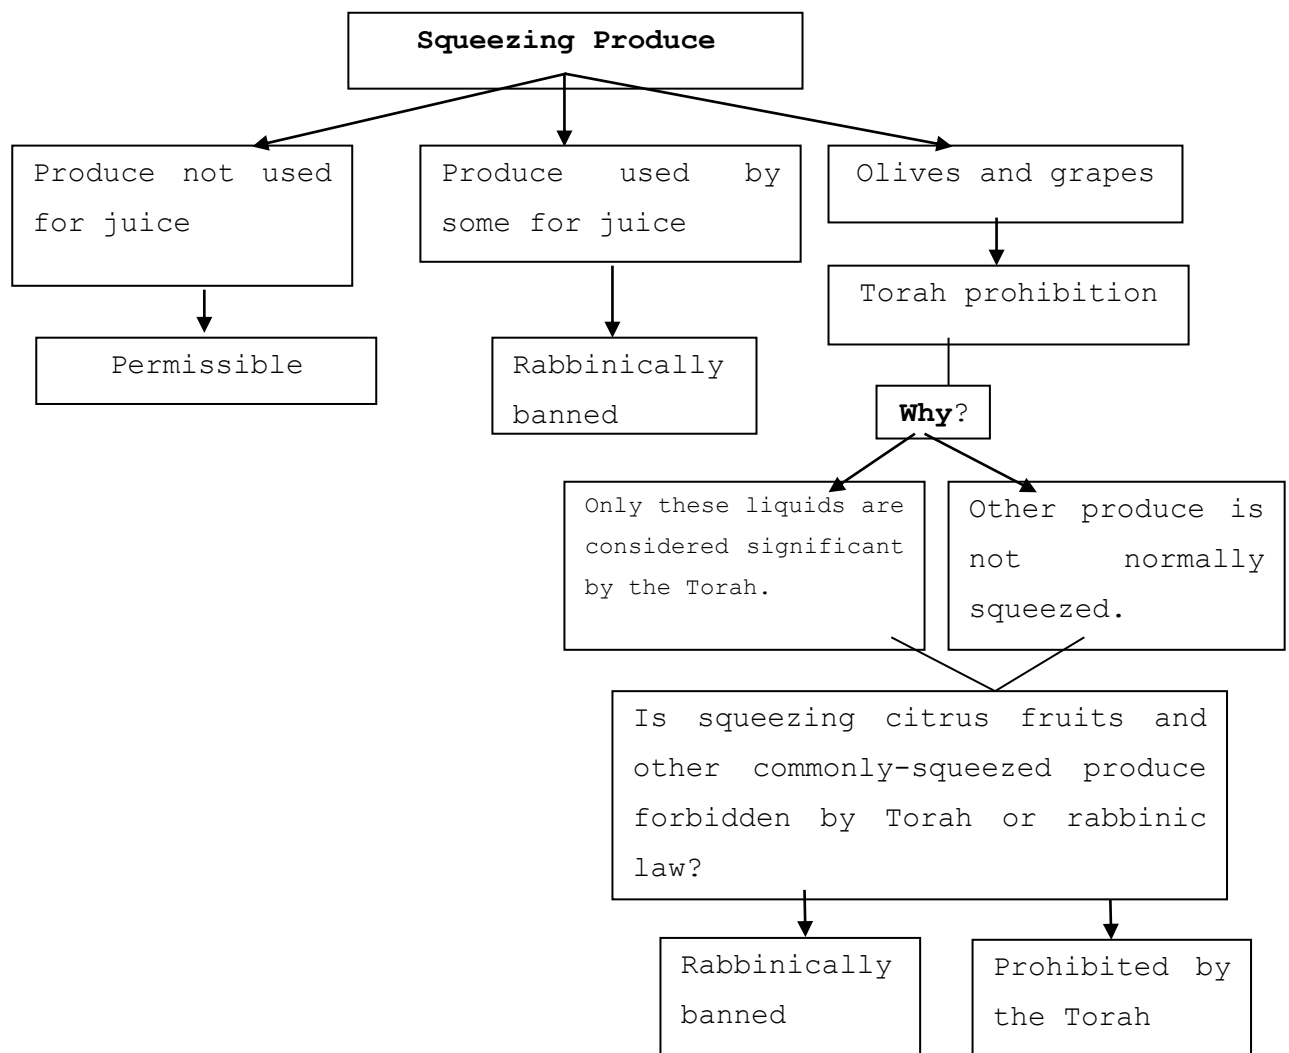 Squeezing Produce
Produce not used
for juice
Produce used by
some for juice
Olives and grapes
Torah prohibition
Permissible
Rabbinically
banned
Why?
Only these liquids are
considered significant
by the Torah.
Other produce is
not normally
squeezed.
Is squeezing citrus fruits and
other commonly-squeezed produce
forbidden by Torah or rabbinic
law?
Rabbinically
banned
Prohibited by
the Torah